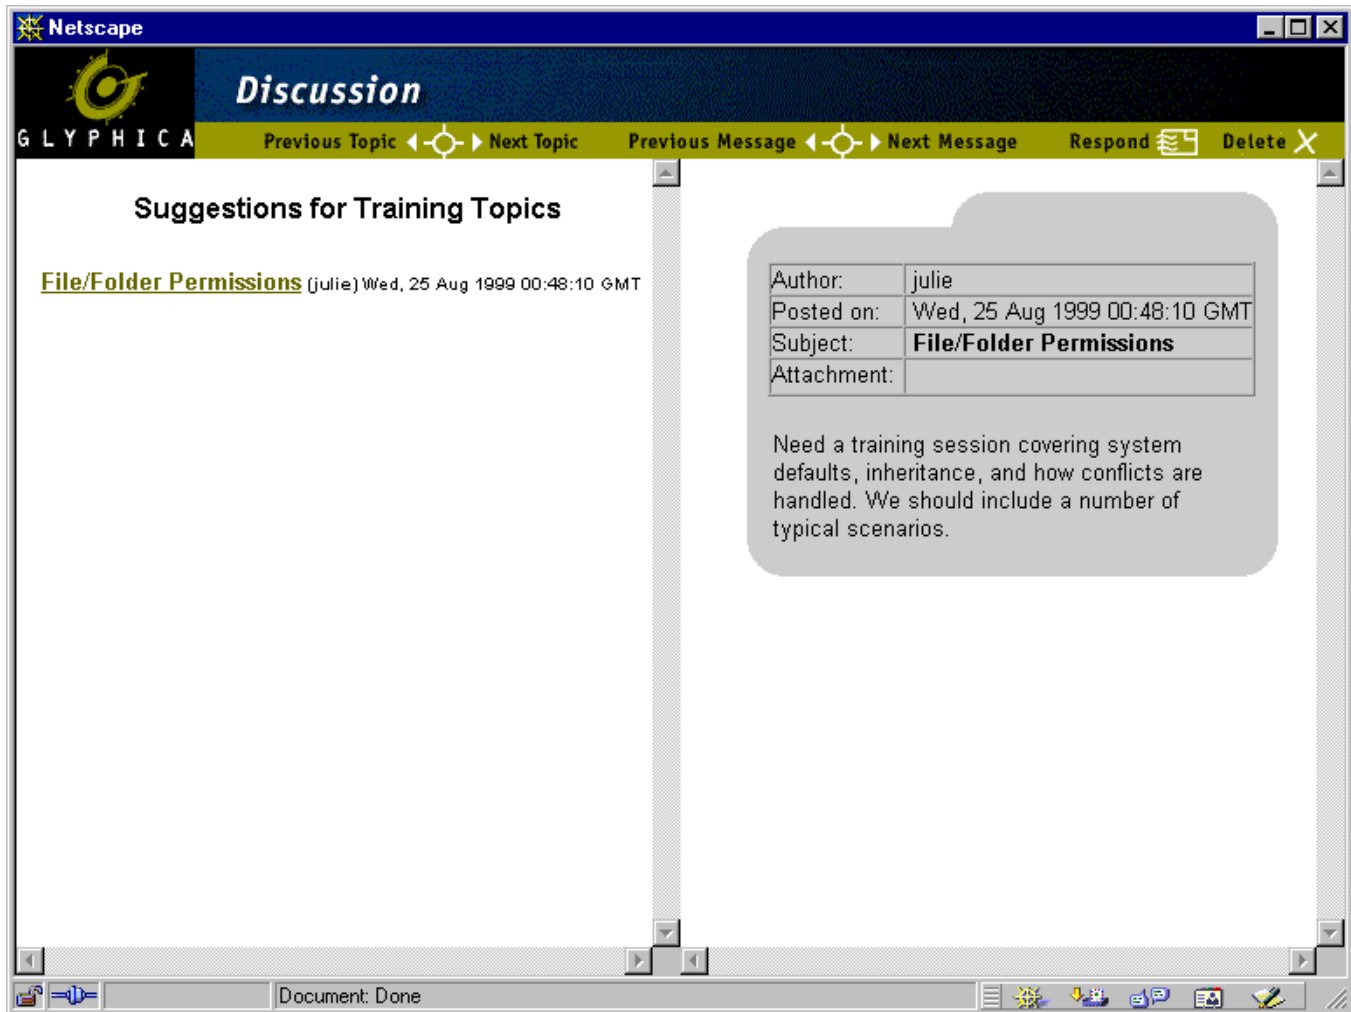 Netscape
GLYPHICA
Discussion
Previous Topic Next Topic Previous Message Next Message Respond Delete
Suggestions for Training Topics
File/Folder Permissions (julie) Wed, 25 Aug 1999 00:48:10 GMT
Author: julie
Posted on: Wed, 25 Aug 1999 00:48:10 GMT
Subject: File/Folder Permissions
Attachment:
Need a training session covering system
defaults, inheritance, and how conflicts are
handled. We should include a number of
typical scenarios.
Document: Done